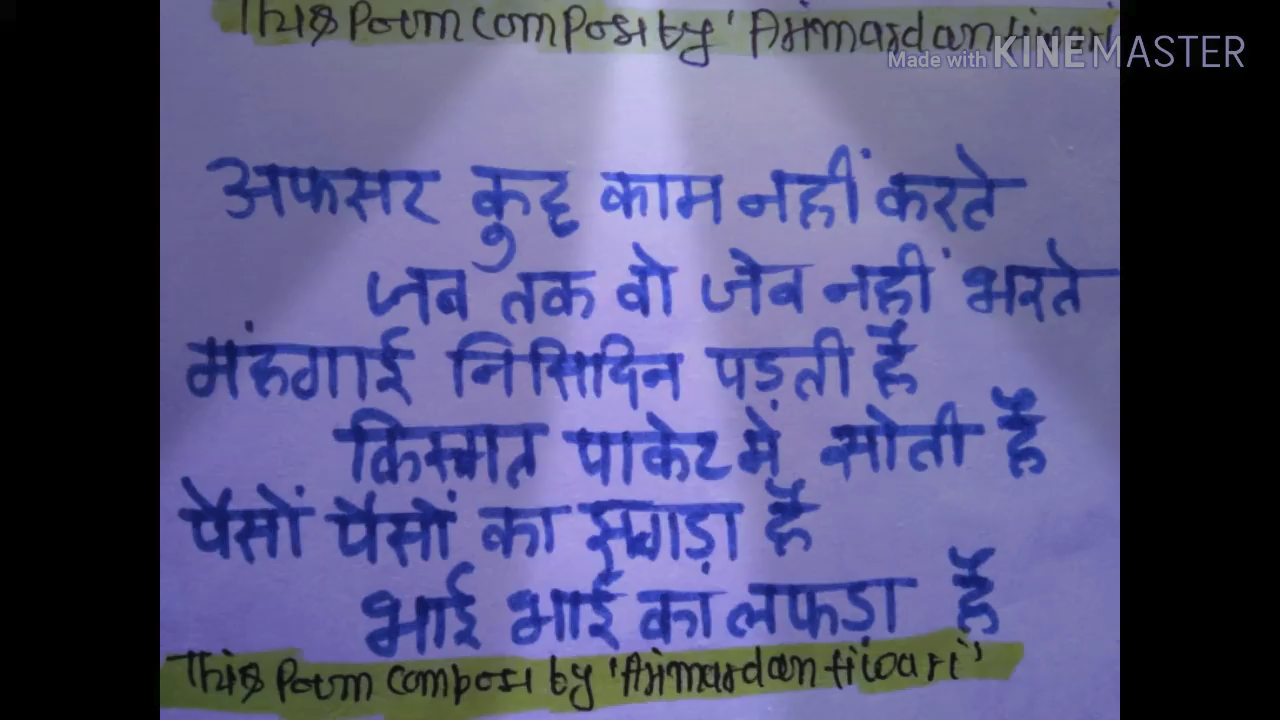 This Poem compose by 'Arimardan tiwari
Made with KINEMASTER
अफसर कुछ काम नहीं करते
जब तक वो जेब नहीं भरते
मंहगाई निसिदिन पड़ती है
किस्मत पाकेट में सोती है
पैसों पैसों का झगड़ा है
भाई भाई का लफड़ा है
This Poem compose by 'Arimardan tiwari'